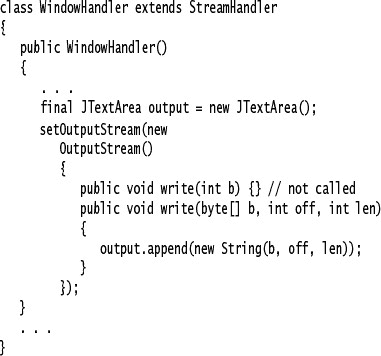 class WindowHandler extends StreamHandler
{
   public WindowHandler()
   {
      . . .
      final JTextArea output = new JTextArea();
      setOutputStream(new
         OutputStream()
         {
            public void write(int b) {} // not called
            public void write(byte[] b, int off, int len)
            {
               output.append(new String(b, off, len));
            }
         });
   }
   . . .
}